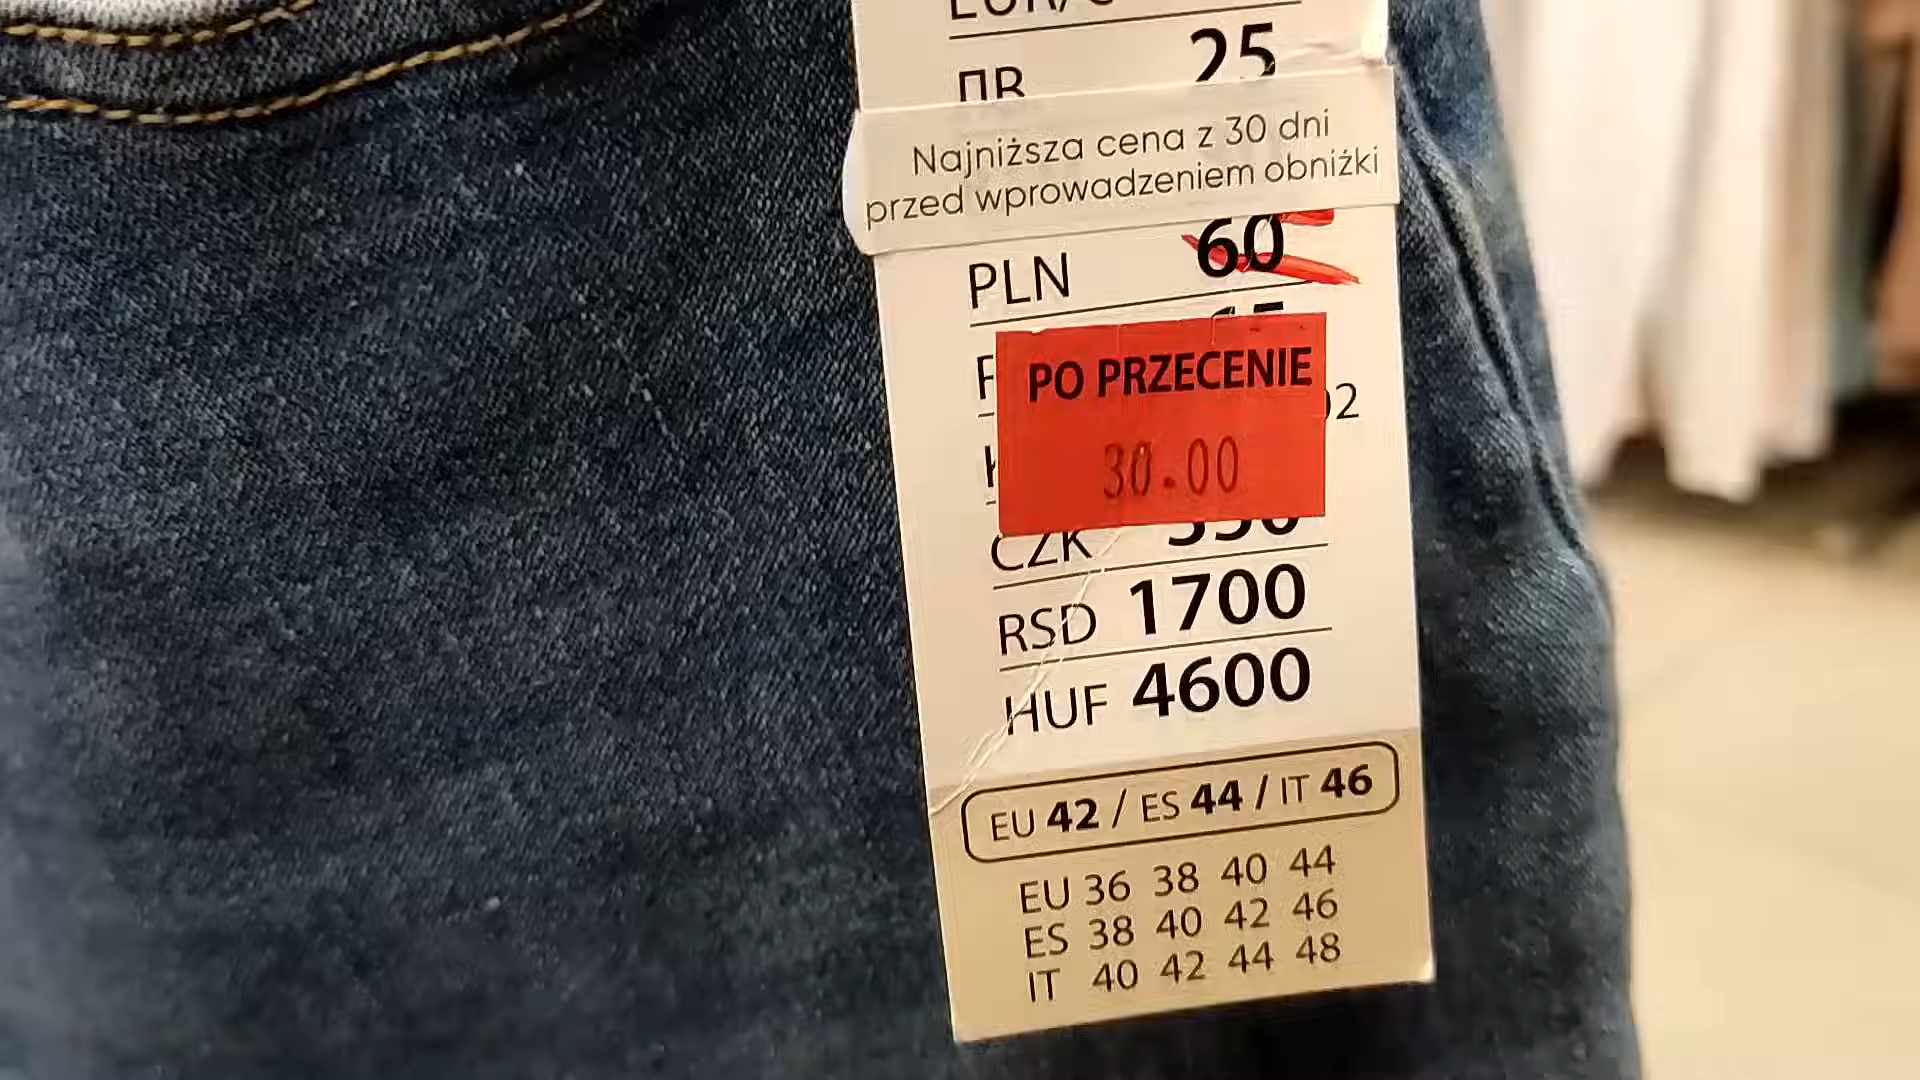 25
Najniższa cena z 30 dni
przed wprowadzeniem obniżki
PLN 60
PO PRZECENIE
30.00
CZK
RSD 1700
HUF 4600
EU 42 / ES 44 / IT 46
EU 36 38 40 44
ES 38 40 42 46
IT 40 42 44 48